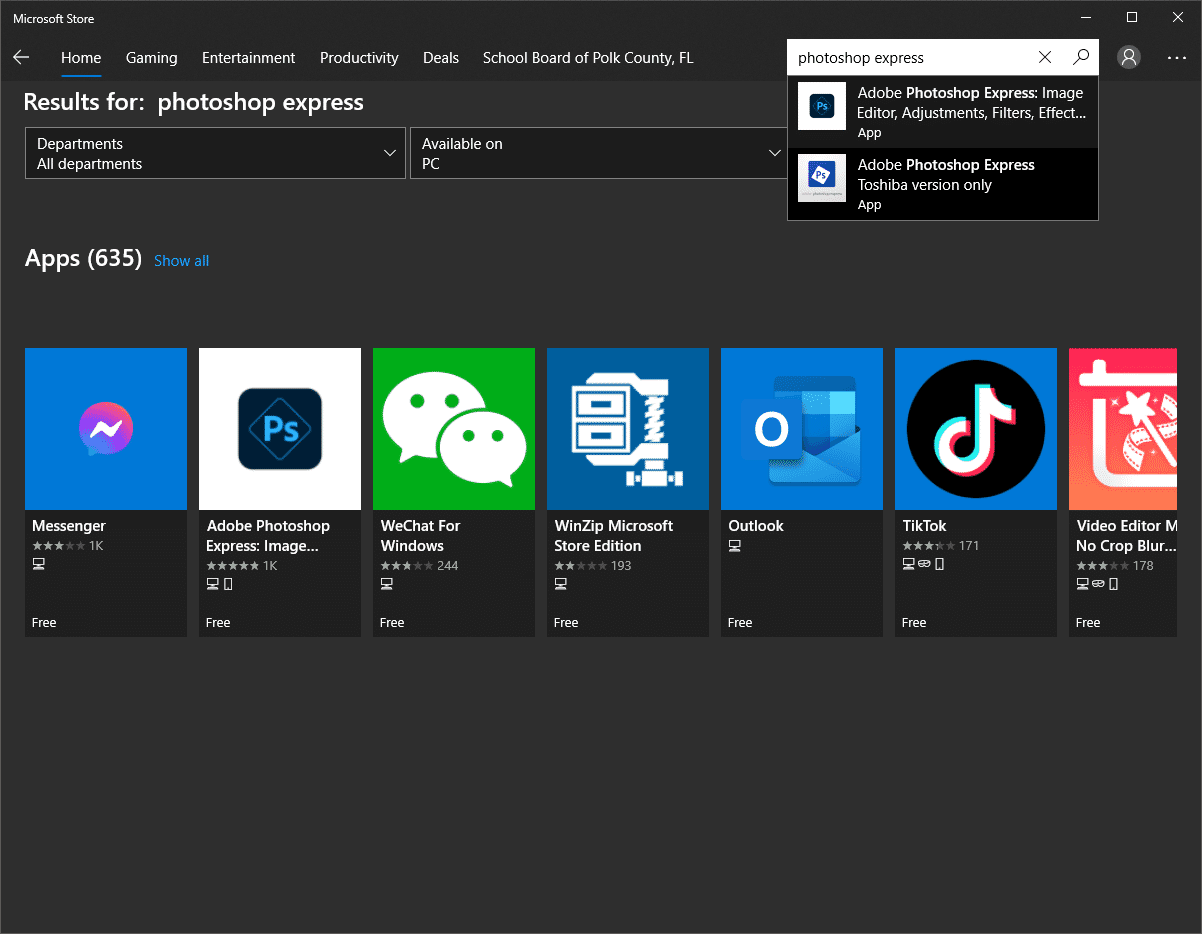 Microsoft Store
Home Gaming Entertainment Productivity Deals School Board of Polk County, FL
photoshop express
Adobe Photoshop Express: Image
Editor, Adjustments, Filters, Effect...
App
Adobe Photoshop Express
Toshiba version only
App
Results for: photoshop express
Departments
All departments
Available on
PC
Apps (635) Show all
Ps
O
Messenger
1K
Free
Adobe Photoshop
Express: Image...
1K
Free
WeChat For
Windows
244
Free
WinZip Microsoft
Store Edition
193
Free
Outlook
Free
TikTok
171
Free
Video Editor M
No Crop Blur...
178
Free